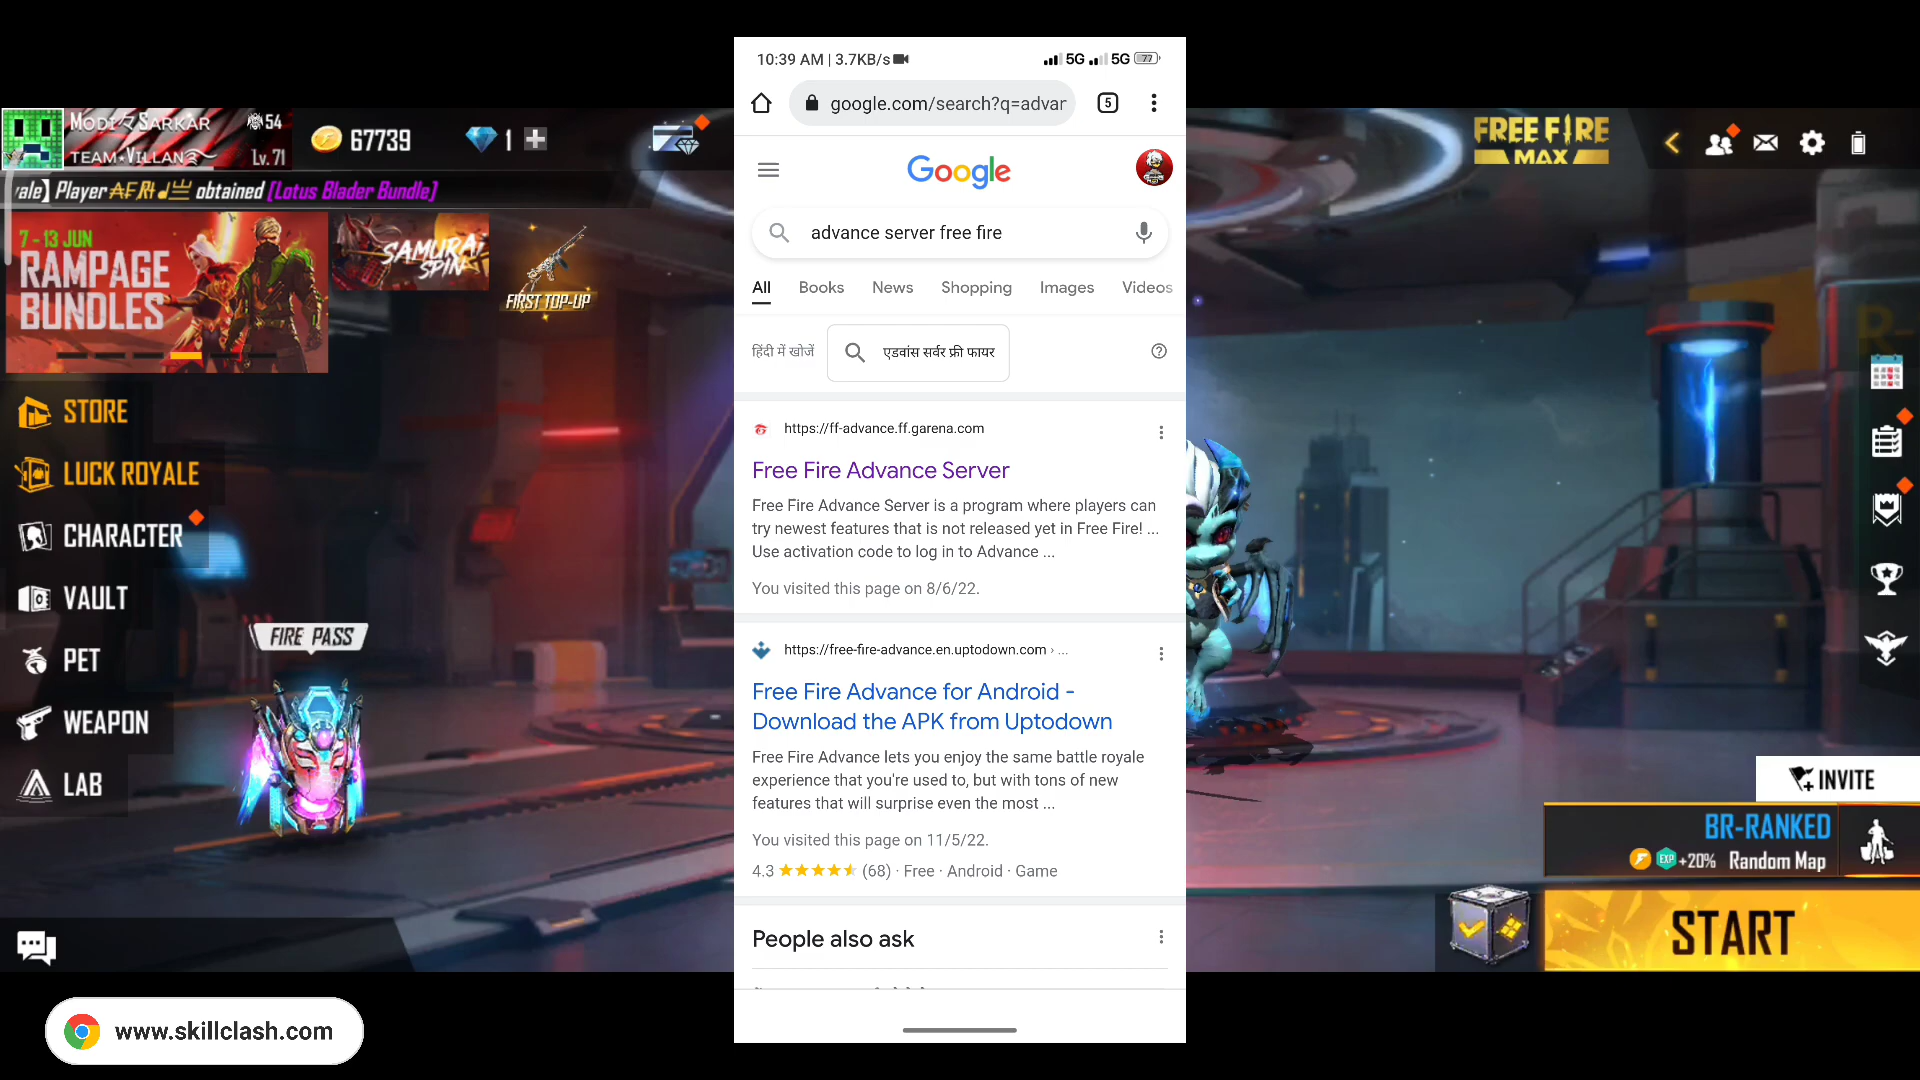 10:39 AM | 3.7KB/s
5G 5G 77
google.com/search?q=advar
5
Google
advance server free fire
All Books News Shopping Images Videos
हिंदी में खोजें
एडवांस सर्वर फ्री फायर
https://ff-advance.ff.garena.com
Free Fire Advance Server
Free Fire Advance Server is a program where players can
try newest features that is not released yet in Free Fire! ...
Use activation code to log in to Advance ...
You visited this page on 8/6/22.
https://free-fire-advance.en.uptodown.com › ...
Free Fire Advance for Android -
Download the APK from Uptodown
Free Fire Advance lets you enjoy the same battle royale
experience that you're used to, but with tons of new
features that will surprise even the most ...
You visited this page on 11/5/22.
4.3 ★★★★★ (68) · Free · Android · Game
People also ask
54
Lv. 71
67739
1
Player
obtained [Lotus Blader Bundle]
7 - 13 JUN
RAMPAGE
BUNDLES
SAMURAI
SPIN
FIRST TOP-UP
STORE
LUCK ROYALE
CHARACTER
VAULT
FIRE PASS
PET
WEAPON
LAB
FREE FIRE
MAX
INVITE
BR-RANKED
EXP +20% Random Map
START
www.skillclash.com